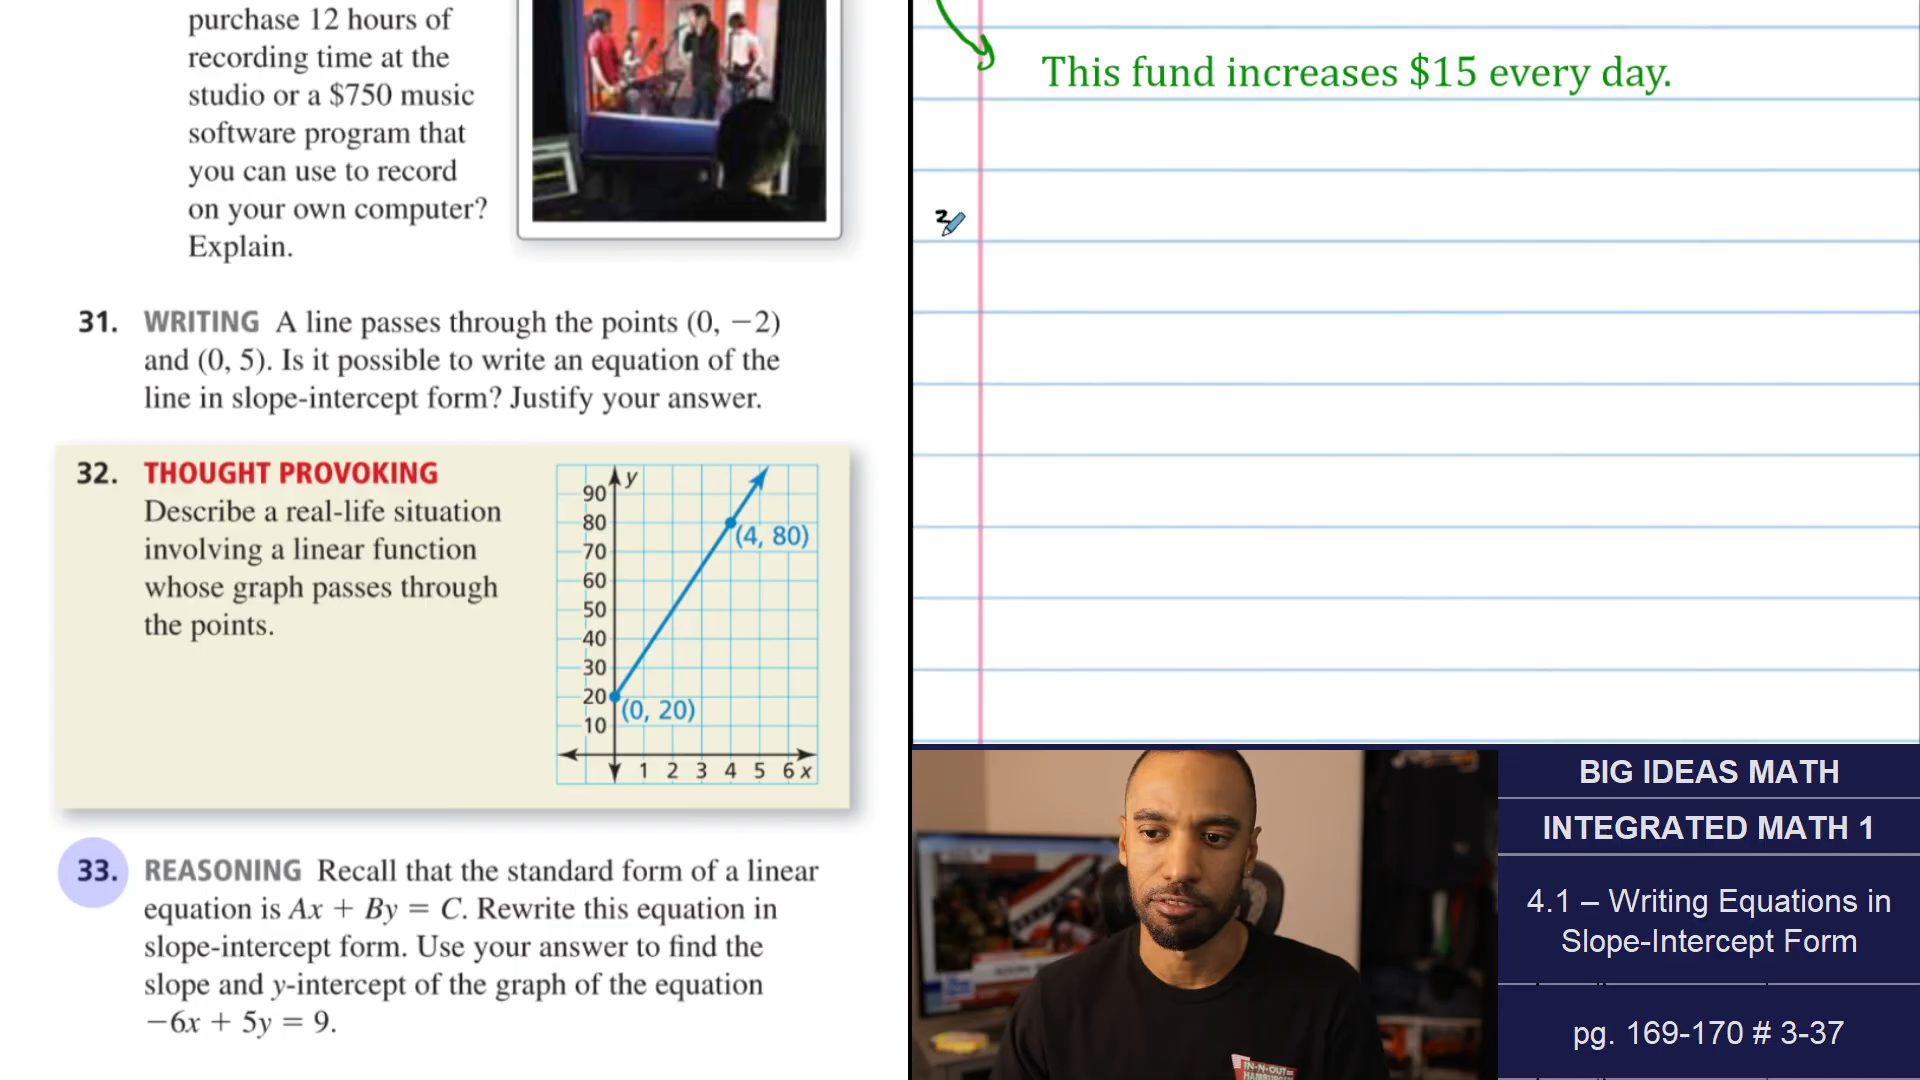 purchase 12 hours of
recording time at the
studio or a $750 music
software program that
you can use to record
on your own computer?
Explain.
31. WRITING A line passes through the points (0, −2)
and (0, 5). Is it possible to write an equation of the
line in slope-intercept form? Justify your answer.
32. THOUGHT PROVOKING
Describe a real-life situation
involving a linear function
whose graph passes through
the points.
y
90
80
(4, 80)
70
60
50
40
30
20
(0, 20)
10
1 2 3 4 5 6 x
33. REASONING Recall that the standard form of a linear
equation is Ax + By = C. Rewrite this equation in
slope-intercept form. Use your answer to find the
slope and y-intercept of the graph of the equation
−6x + 5y = 9.
This fund increases $15 every day.
IN-N-OUT
HAMBURGER
BIG IDEAS MATH
INTEGRATED MATH 1
4.1 – Writing Equations in
Slope-Intercept Form
pg. 169-170 # 3-37